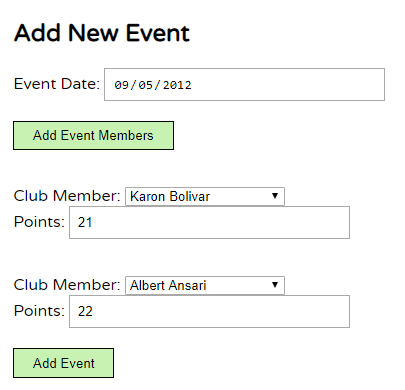 Add New Event
Event Date: 09/05/2012
Add Event Members
Club Member: Karon Bolivar
Points: 21
Club Member: Albert Ansari
Points: 22
Add Event